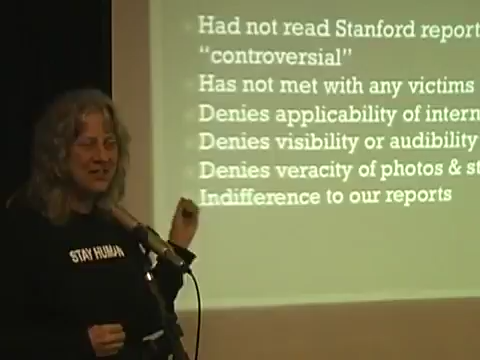 Had not read Stanford report
"controversial"
Has not met with any victims
Denies applicability of intern
Denies visibility or audibility
Denies veracity of photos & st
Indifference to our reports
STAY HUMAN